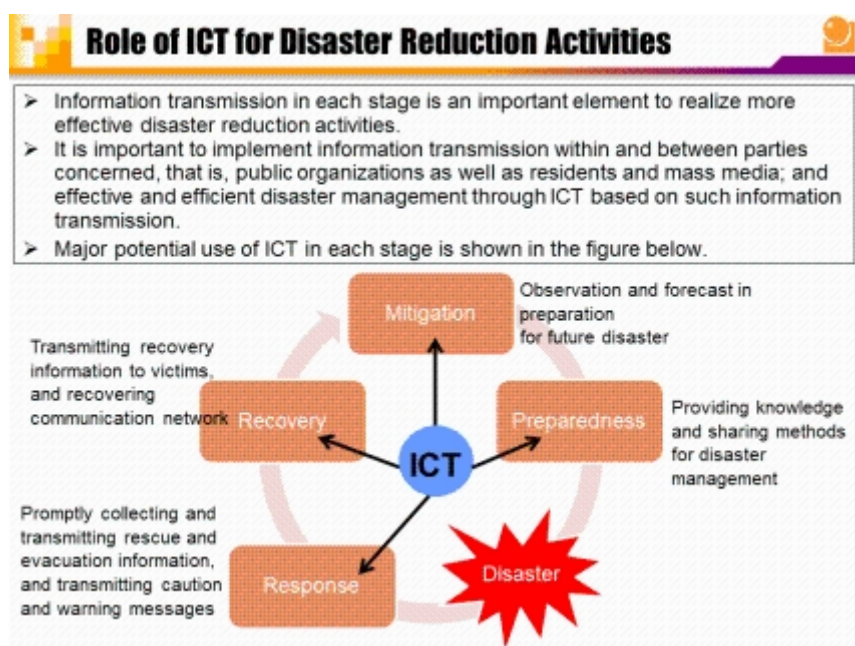 Role of ICT for Disaster Reduction Activities
➢ Information transmission in each stage is an important element to realize more
effective disaster reduction activities.
➢ It is important to implement information transmission within and between parties
concerned, that is, public organizations as well as residents and mass media; and
effective and efficient disaster management through ICT based on such information
transmission.
➢ Major potential use of ICT in each stage is shown in the figure below.
Mitigation
Observation and forecast in
preparation
for future disaster
Transmitting recovery
information to victims,
and recovering
communication network
Recovery
Preparedness
Providing knowledge
and sharing methods
for disaster
management
ICT
Promptly collecting and
transmitting rescue and
evacuation information,
and transmitting caution
and warning messages
Response
Disaster